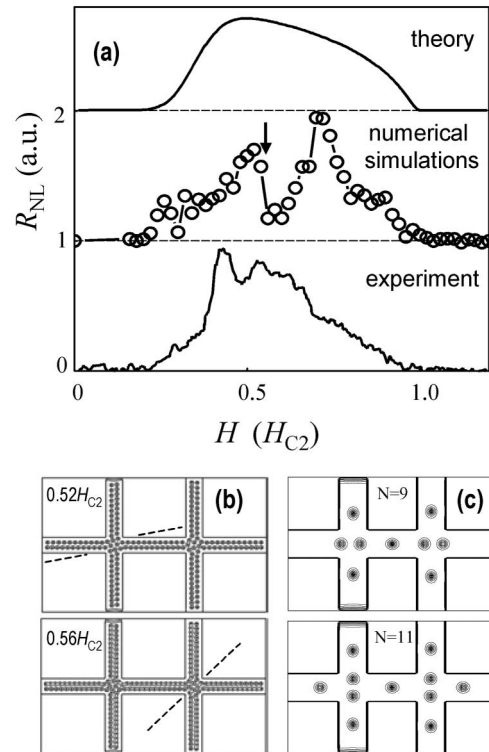 (a)
theory
2
numerical
simulations
R_NL (a.u.)
1
experiment
0
0 0.5 1.0
H (H_C2)
0.52H_C2 (b)
N=9 (c)
0.56H_C2
N=11